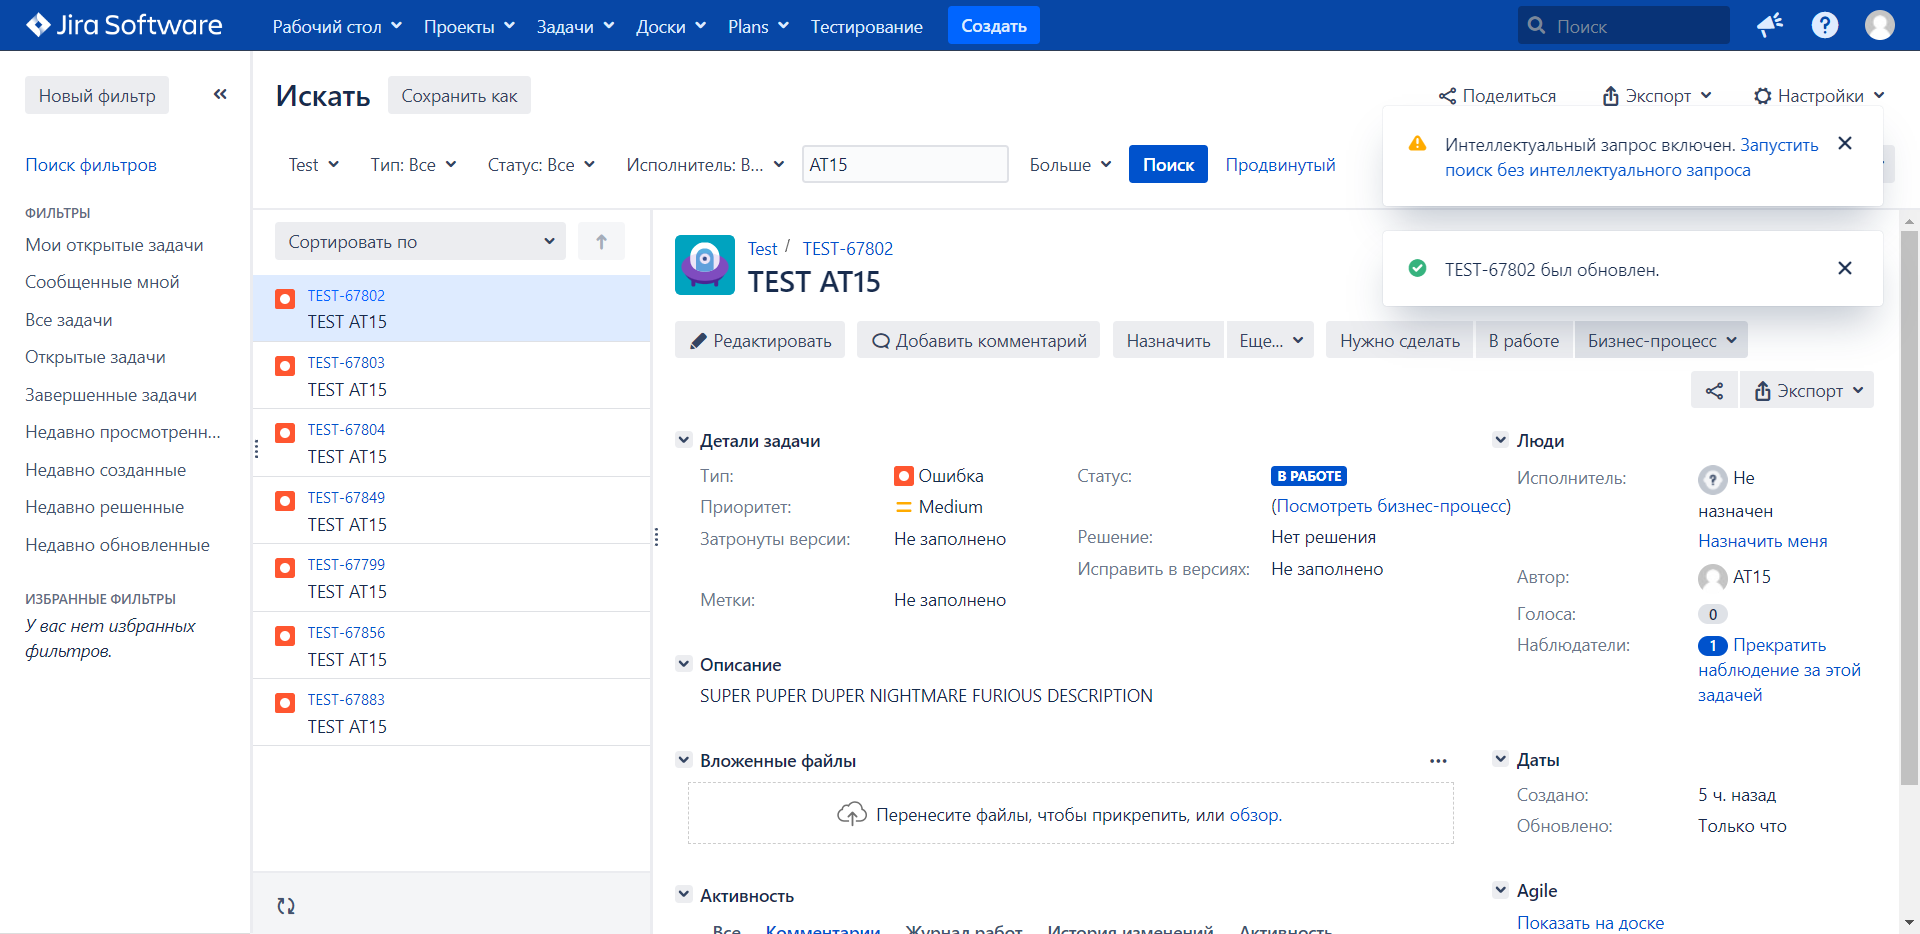 Jira Software
Рабочий стол
Проекты
Задачи
Доски
Plans
Тестирование
Создать
Поиск
Новый фильтр
Поиск фильтров
ФИЛЬТРЫ
Мои открытые задачи
Сообщенные мной
Все задачи
Открытые задачи
Завершенные задачи
Недавно просмотренн...
Недавно созданные
Недавно решенные
Недавно обновленные
ИЗБРАННЫЕ ФИЛЬТРЫ
У вас нет избранных
фильтров.
Искать
Сохранить как
Поделиться
Экспорт
Настройки
Test
Тип: Все
Статус: Все
Исполнитель: В...
AT15
Больше
Поиск
Продвинутый
Интеллектуальный запрос включен. Запустить
поиск без интеллектуального запроса
TEST-67802 был обновлен.
Сортировать по
TEST-67802
TEST AT15
TEST-67803
TEST AT15
TEST-67804
TEST AT15
TEST-67849
TEST AT15
TEST-67799
TEST AT15
TEST-67856
TEST AT15
TEST-67883
TEST AT15
Test / TEST-67802
TEST AT15
Редактировать
Добавить комментарий
Назначить
Еще...
Нужно сделать
В работе
Бизнес-процесс
Экспорт
Детали задачи
Тип:
Ошибка
Приоритет:
Medium
Затронуты версии:
Не заполнено
Метки:
Не заполнено
Статус:
В РАБОТЕ
(Посмотреть бизнес-процесс)
Решение:
Нет решения
Исправить в версиях:
Не заполнено
Описание
SUPER PUPER DUPER NIGHTMARE FURIOUS DESCRIPTION
Вложенные файлы
Перенесите файлы, чтобы прикрепить, или обзор.
Активность
Все
Комментарии
Журнал работ
История изменений
Активность
Люди
Исполнитель:
Не
назначен
Назначить меня
Автор:
AT15
Голоса:
0
Наблюдатели:
1 Прекратить
наблюдение за этой
задачей
Даты
Создано:
5 ч. назад
Обновлено:
Только что
Agile
Показать на доске